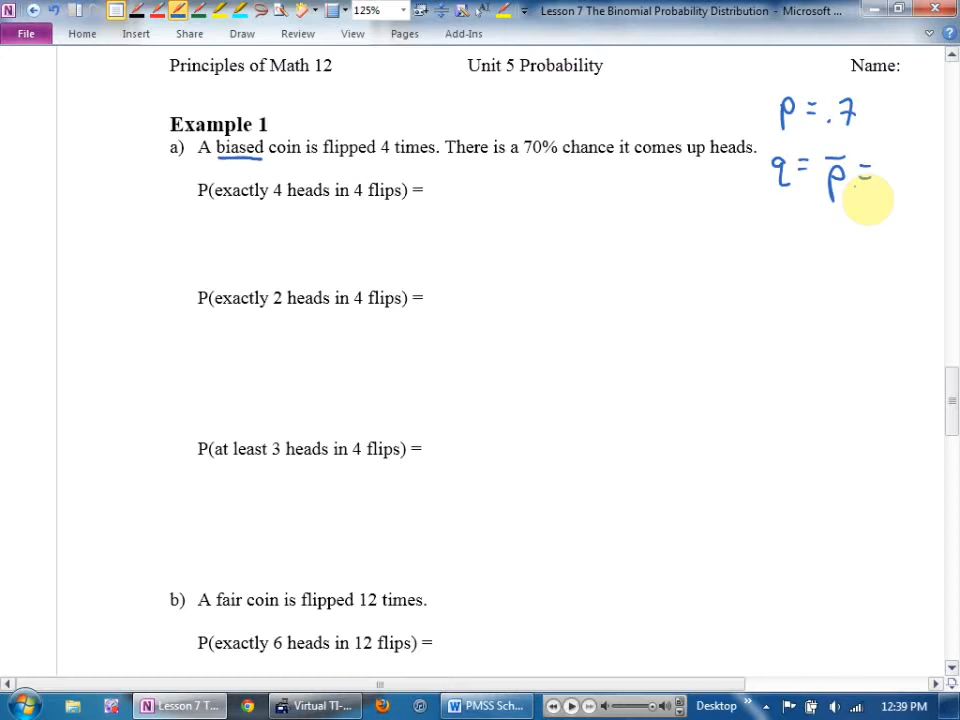 125%
Lesson 7 The Binomial Probability Distribution - Microsoft ...
File Home Insert Share Draw Review View Pages Add-Ins
Principles of Math 12 Unit 5 Probability Name:
Example 1
p = .7
a) A biased coin is flipped 4 times. There is a 70% chance it comes up heads.
q = p̅ =
P(exactly 4 heads in 4 flips) =
P(exactly 2 heads in 4 flips) =
P(at least 3 heads in 4 flips) =
b) A fair coin is flipped 12 times.
P(exactly 6 heads in 12 flips) =
Lesson 7 T... Virtual TI-... PMSS Sch... Desktop 12:39 PM